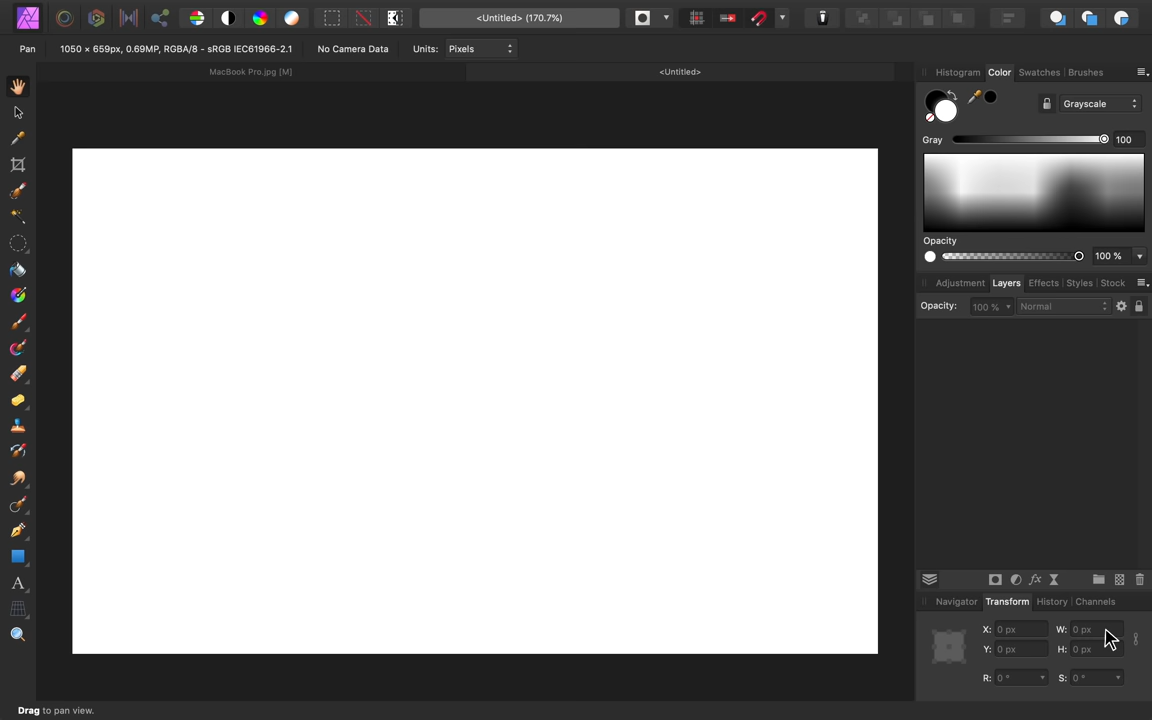 <Untitled> (170.7%)
Pan
1050 × 659px, 0.69MP, RGBA/8 - sRGB IEC61966-2.1
No Camera Data
Units: Pixels
MacBook Pro.jpg [M]
<Untitled>
Histogram Color Swatches Brushes
Grayscale
Gray 100
Opacity
100 %
Adjustment Layers Effects Styles Stock
Opacity: 100 % Normal
fx
Navigator Transform History Channels
X: 0 px W: 0 px
Y: 0 px H: 0 px
R: 0 ° S: 0 °
A
Drag to pan view.